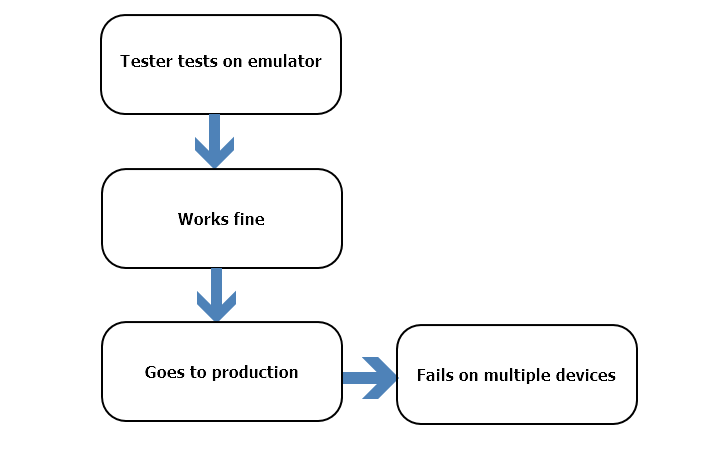 Tester tests on emulator
Works fine
Goes to production
Fails on multiple devices